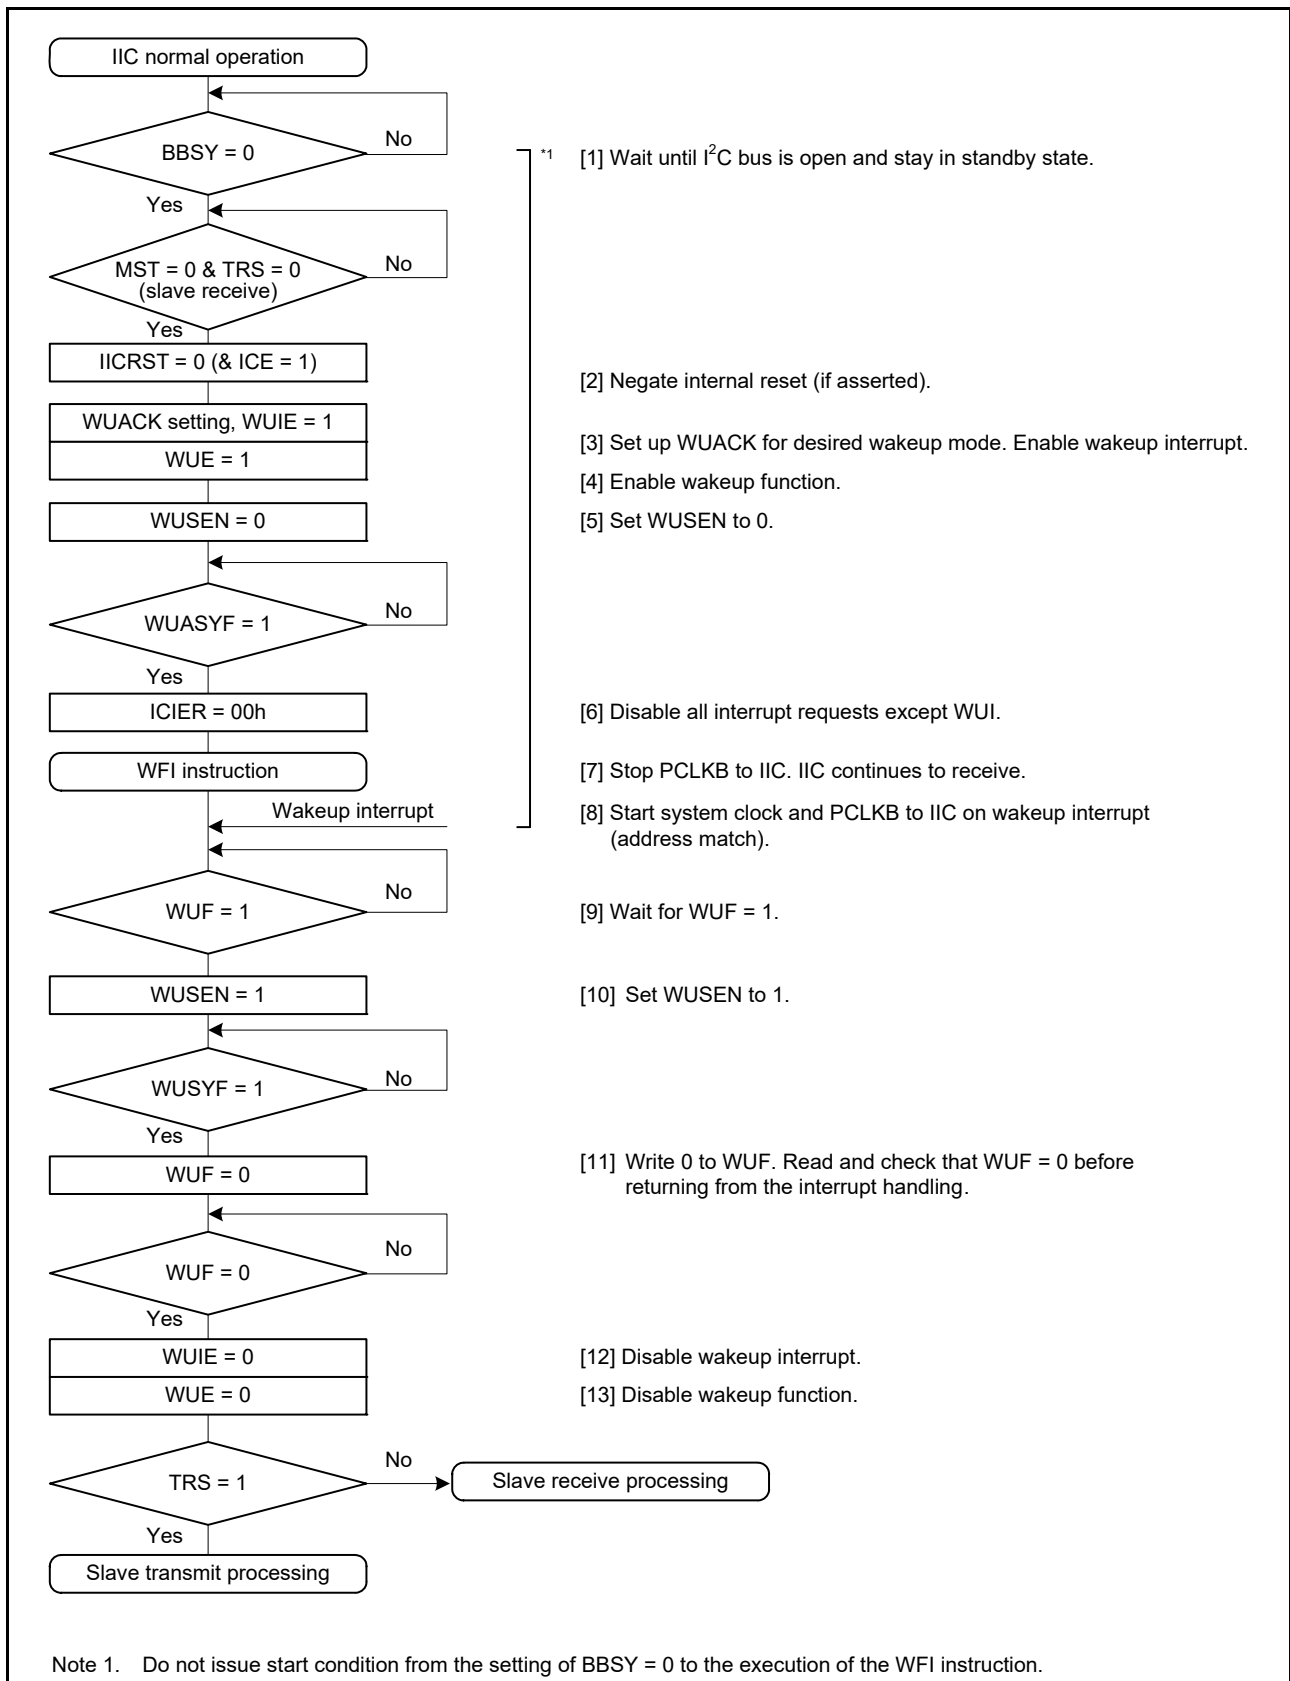 IIC normal operation
BBSY = 0
No
*1
[1] Wait until I²C bus is open and stay in standby state.
Yes
MST = 0 & TRS = 0
(slave receive)
No
Yes
IICRST = 0 (& ICE = 1)
[2] Negate internal reset (if asserted).
WUACK setting, WUIE = 1
[3] Set up WUACK for desired wakeup mode. Enable wakeup interrupt.
WUE = 1
[4] Enable wakeup function.
WUSEN = 0
[5] Set WUSEN to 0.
WUASYF = 1
No
Yes
ICIER = 00h
[6] Disable all interrupt requests except WUI.
WFI instruction
[7] Stop PCLKB to IIC. IIC continues to receive.
Wakeup interrupt
[8] Start system clock and PCLKB to IIC on wakeup interrupt
(address match).
WUF = 1
No
[9] Wait for WUF = 1.
WUSEN = 1
[10] Set WUSEN to 1.
WUSYF = 1
No
Yes
WUF = 0
[11] Write 0 to WUF. Read and check that WUF = 0 before
returning from the interrupt handling.
WUF = 0
No
Yes
WUIE = 0
[12] Disable wakeup interrupt.
WUE = 0
[13] Disable wakeup function.
TRS = 1
No
Slave receive processing
Yes
Slave transmit processing
Note 1. Do not issue start condition from the setting of BBSY = 0 to the execution of the WFI instruction.